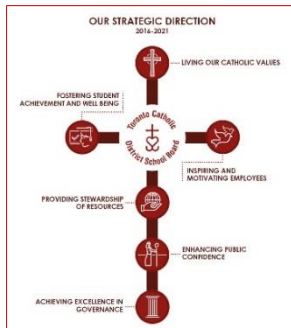 OUR STRATEGIC DIRECTION
2016-2021
LIVING OUR CATHOLIC VALUES
FOSTERING STUDENT
ACHIEVEMENT AND WELL BEING
Toronto Catholic
District School Board
INSPIRING AND
MOTIVATING EMPLOYEES
PROVIDING STEWARDSHIP
OF RESOURCES
ENHANCING PUBLIC
CONFIDENCE
ACHIEVING EXCELLENCE IN
GOVERNANCE